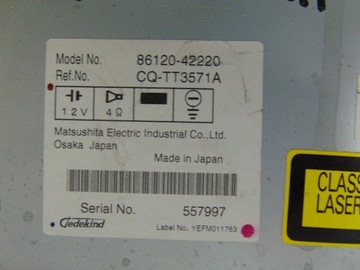 Model No. 86120-42220
Ref.No. CQ-TT3571A
12V 4Ω
Matsushita Electric Industrial Co.,Ltd.
Osaka Japan
Made in Japan
Serial No. 557997
Jedekind
Label No. YEFM011763
CLASS
LASER